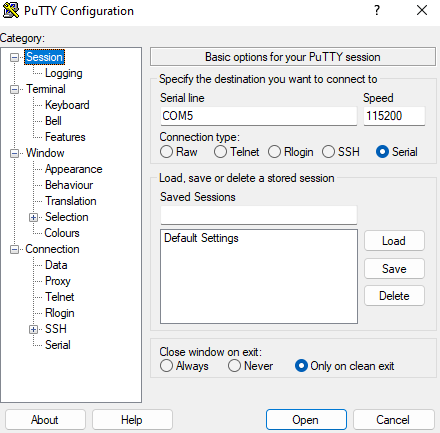 PuTTY Configuration
?
Category:
Session
Logging
Terminal
Keyboard
Bell
Features
Window
Appearance
Behaviour
Translation
Selection
Colours
Connection
Data
Proxy
Telnet
Rlogin
SSH
Serial
Basic options for your PuTTY session
Specify the destination you want to connect to
Serial line Speed
COM5 115200
Connection type:
Raw Telnet Rlogin SSH Serial
Load, save or delete a stored session
Saved Sessions
Default Settings
Load
Save
Delete
Close window on exit:
Always Never Only on clean exit
About Help Open Cancel